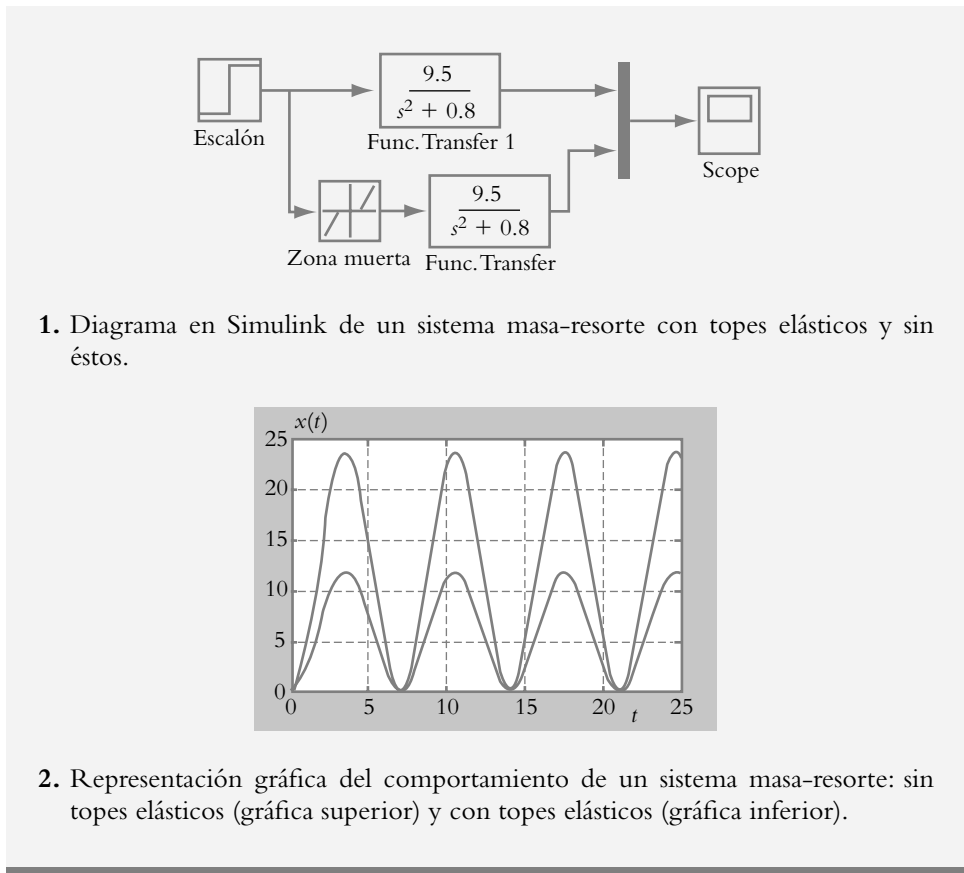 9.5
s² + 0.8
Escalón
Func. Transfer 1
Scope
9.5
s² + 0.8
Zona muerta
Func. Transfer
1. Diagrama en Simulink de un sistema masa-resorte con topes elásticos y sin
éstos.
x(t)
25
20
15
10
5
0
0 5 10 15 20 t 25
2. Representación gráfica del comportamiento de un sistema masa-resorte: sin
topes elásticos (gráfica superior) y con topes elásticos (gráfica inferior).